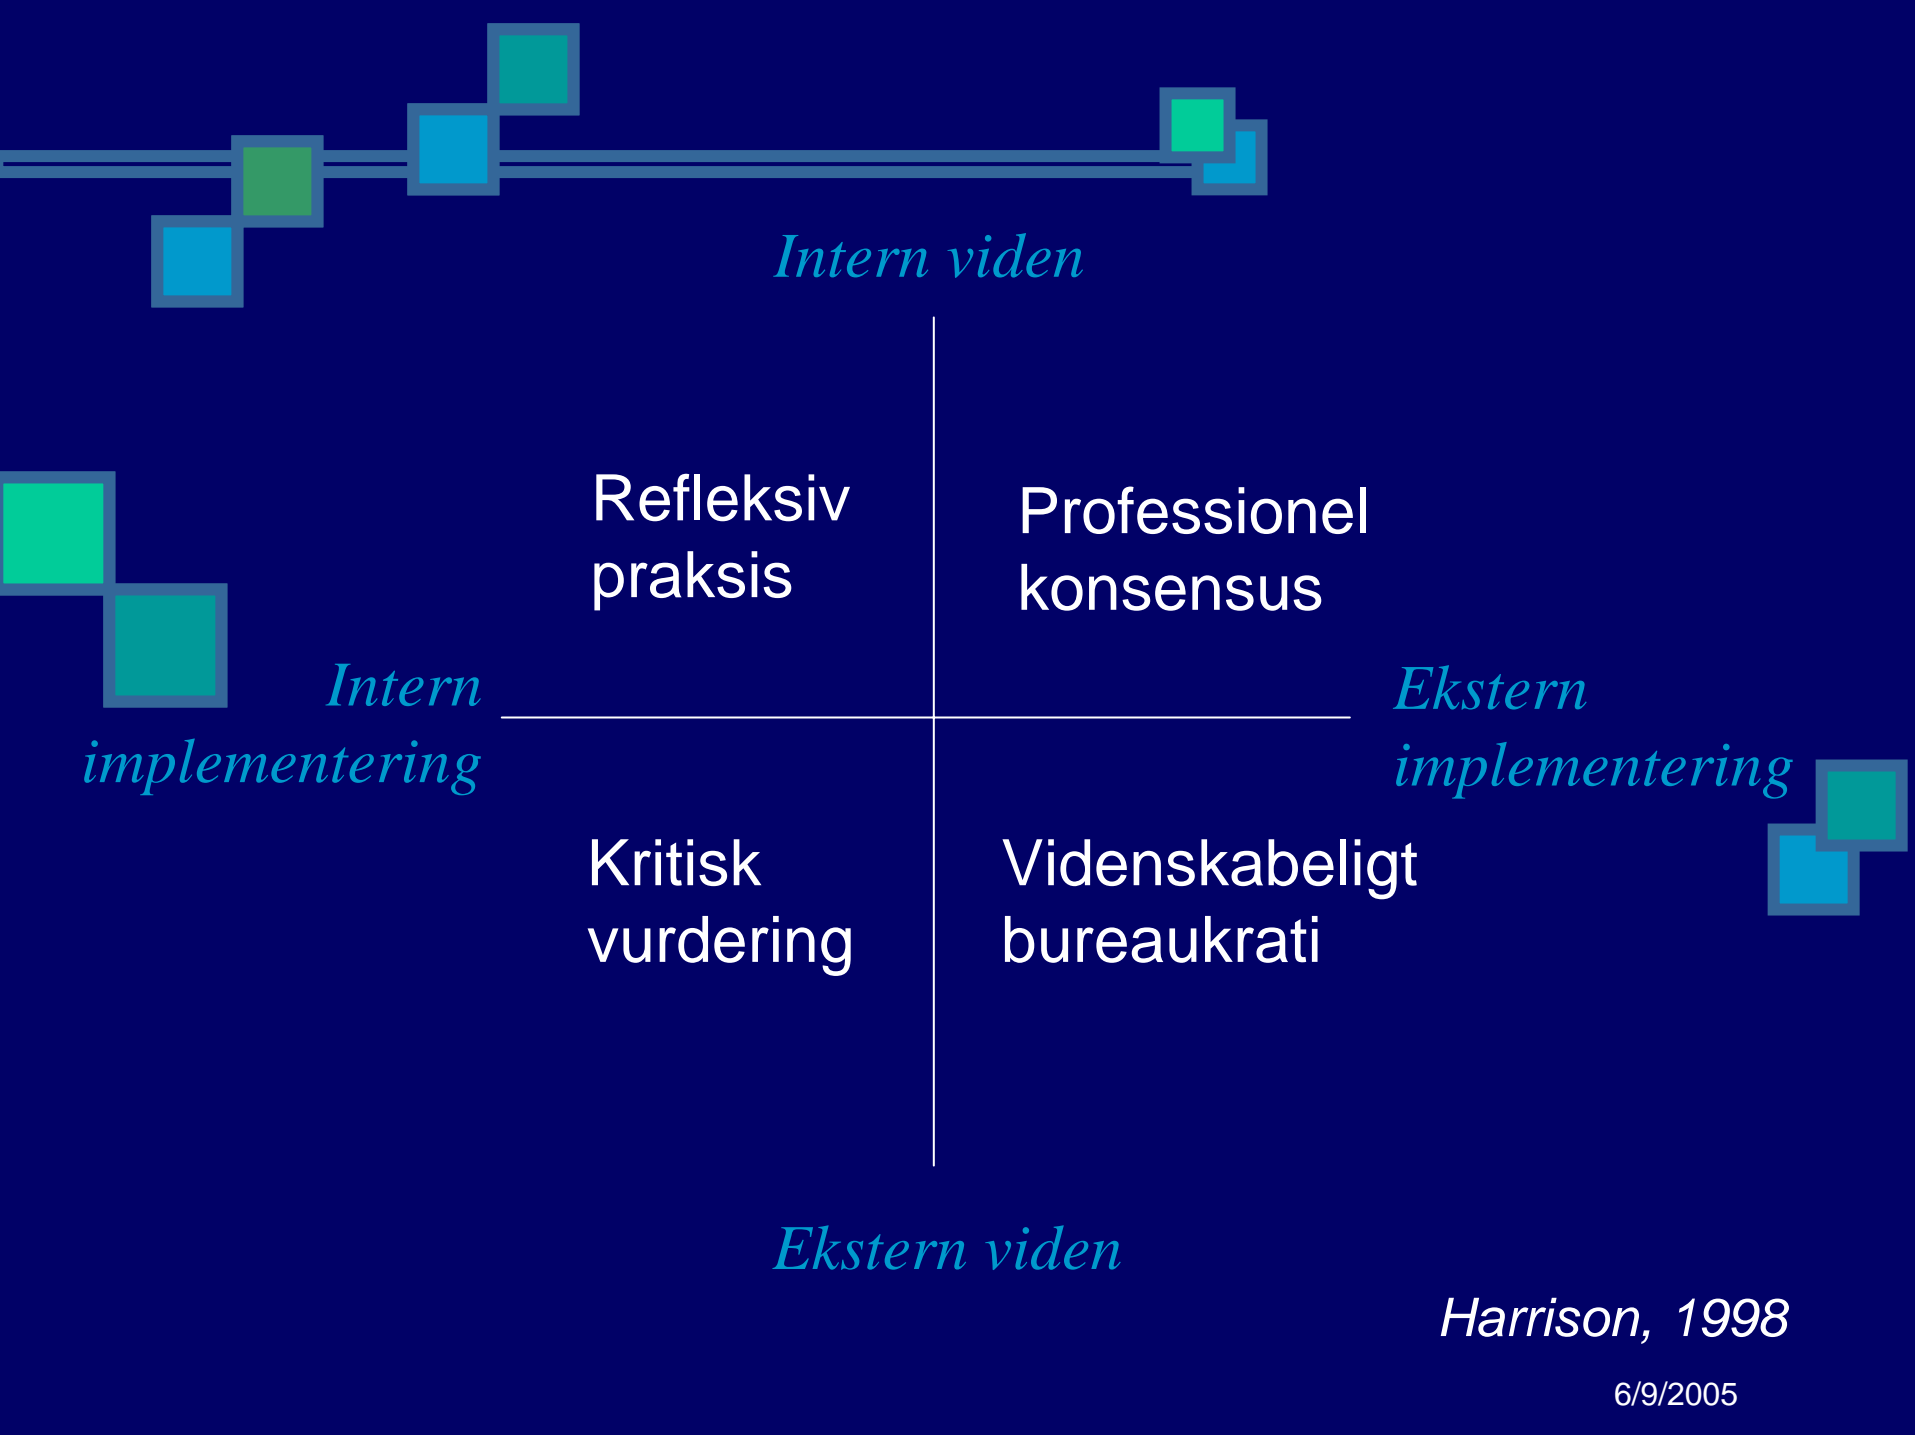 Intern viden
Refleksiv
praksis
Professionel
konsensus
Intern
implementering
Ekstern
implementering
Kritisk
vurdering
Videnskabeligt
bureaukrati
Ekstern viden
Harrison, 1998
6/9/2005